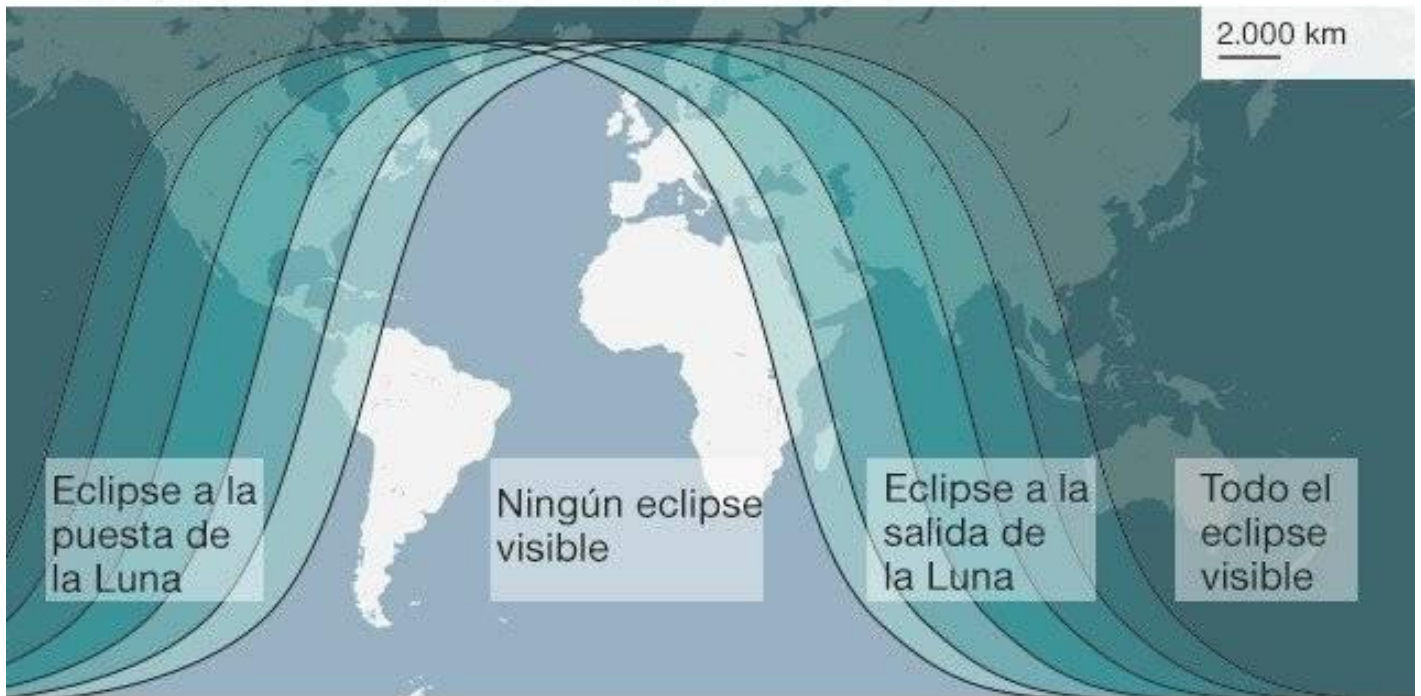 2.000 km
Eclipse a la
puesta de
la Luna
Ningún eclipse
visible
Eclipse a la
salida de
la Luna
Todo el
eclipse
visible